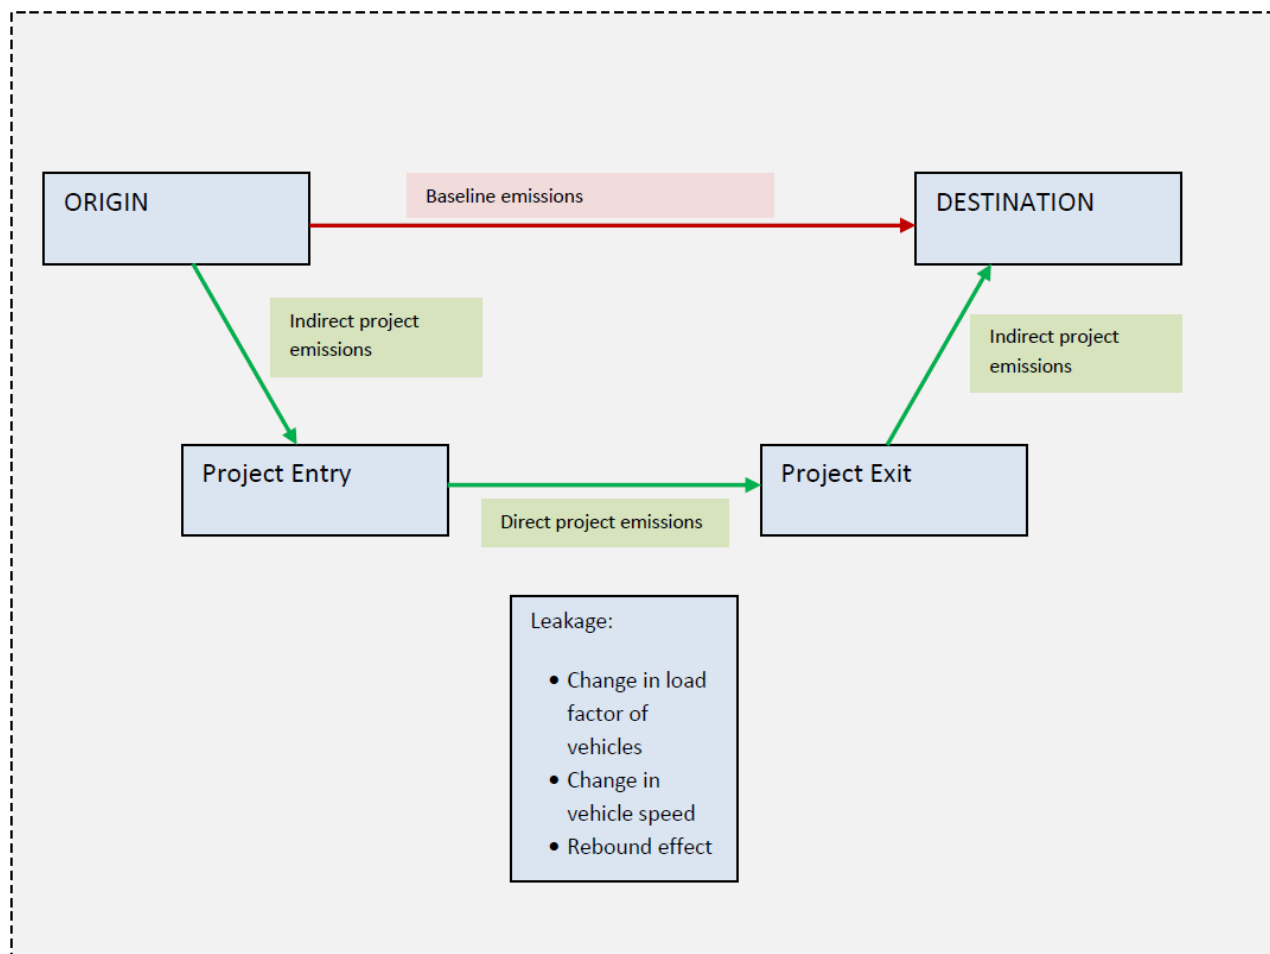 ORIGIN
Baseline emissions
DESTINATION
Indirect project
emissions
Indirect project
emissions
Project Entry
Project Exit
Direct project emissions
Leakage:
• Change in load
factor of
vehicles
• Change in
vehicle speed
• Rebound effect